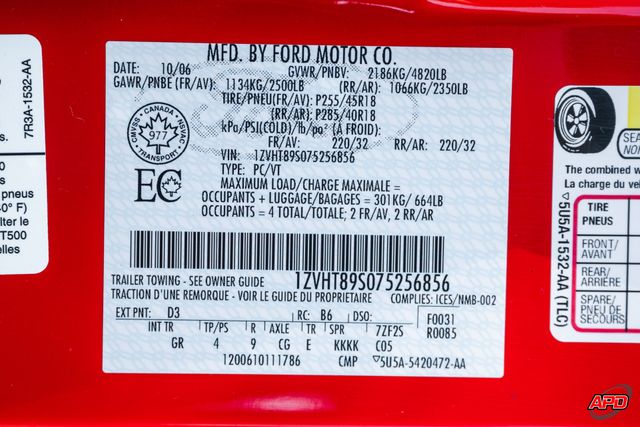 7R3A-1532-AA
0
pneus
0° F)
lter le
T500
elles
MFD. BY FORD MOTOR CO.
DATE: 10/06 GVWR/PNBV: 2186KG/4820LB
GAWR/PNBE (FR/AV): 1134KG/2500LB (RR/AR): 1066KG/2350LB
TIRE/PNEU(FR/AV): P255/45R18
(RR/AR): P285/40R18
kPa/PSI(COLD)/lb/po² (À FROID):
FR/AV: 220/32 RR/AR: 220/32
CANADA
977
TRANSPORT
VIN: 1ZVHT89S075256856
TYPE: PC/VT
EC
MAXIMUM LOAD/CHARGE MAXIMALE =
OCCUPANTS + LUGGAGE/BAGAGES = 301KG/ 664LB
OCCUPANTS = 4 TOTAL/TOTALE; 2 FR/AV, 2 RR/AR
TRAILER TOWING - SEE OWNER GUIDE 1ZVHT89S075256856
TRACTION D'UNE REMORQUE - VOIR LE GUIDE DU PROPRIETAIRE COMPLIES: ICES/NMB-002
EXT PNT: D3 RC: B6 DSO: F0031
INT TR TP/PS R AXLE TR SPR 7ZF2S R0085
GR 4 9 CG E KKKK C05
1200610111786 CMP 5U5A-5420472-AA
SEA
The combined w
La charge du vé
5U5A-1532-AA (TLC)
TIRE
PNEUS
FRONT/
AVANT
REAR/
ARRIÈRE
SPARE/
PNEU DE
SECOURS
APD